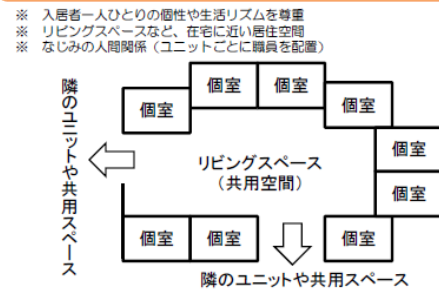 ※ 入居者一人ひとりの個性や生活リズムを尊重
※ リビングスペースなど、在宅に近い居住空間
※ なじみの人間関係（ユニットごとに職員を配置）
個室 個室
個室 個室
隣のユニットや共用スペース
リビングスペース
（共用空間）
個室
個室
個室 個室 個室
隣のユニットや共用スペース